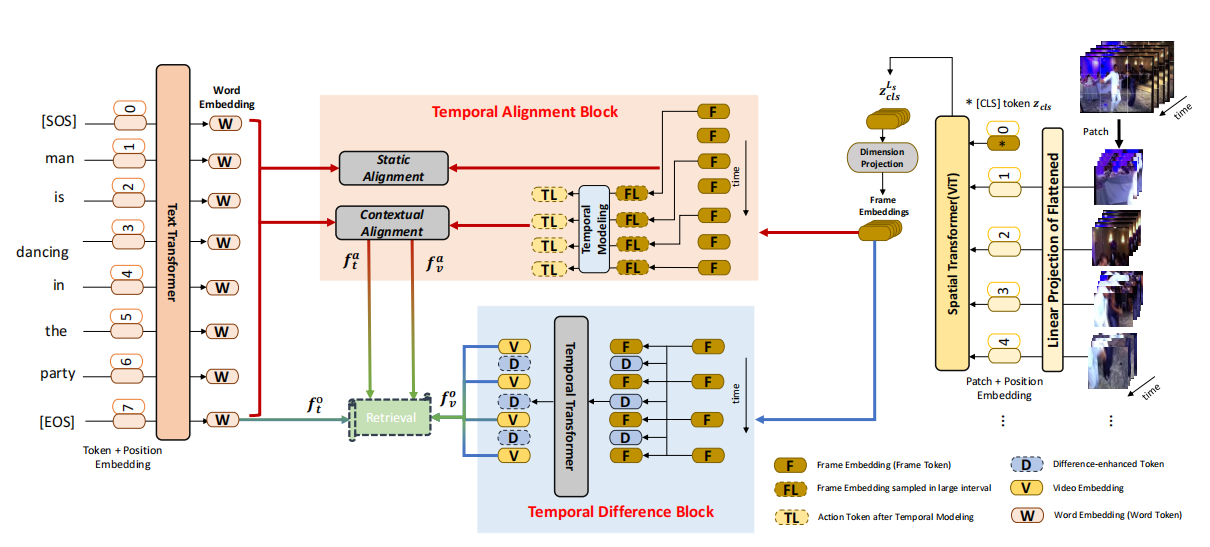 [SOS]
man
is
dancing
in
the
party
[EOS]
0
1
2
3
4
5
6
7
Token + Position
Embedding
Text Transformer
Word
Embedding
W
W
W
W
W
W
W
W
Temporal Alignment Block
Static
Alignment
Contextual
Alignment
f_t^a
f_v^a
TL
TL
TL
TL
Temporal
Modeling
FL
FL
FL
FL
F
F
F
F
F
F
F
time
f_t^o
Retrieval
f_v^o
V
D
V
D
V
D
V
Temporal Transformer
F
D
F
D
F
D
F
F
F
F
F
time
Temporal Difference Block
z_{cls}^{L_s}
Dimension
Projection
Frame
Embeddings
Spatial Transformer(ViT)
* [CLS] token z_{cls}
0
*
1
2
3
4
Linear Projection of Flattened
Patch + Position
Embedding
⋮
time
Patch
time
⋮
F Frame Embedding (Frame Token)
FL Frame Embedding sampled in large interval
TL Action Token after Temporal Modeling
D Difference-enhanced Token
V Video Embedding
W Word Embedding (Word Token)